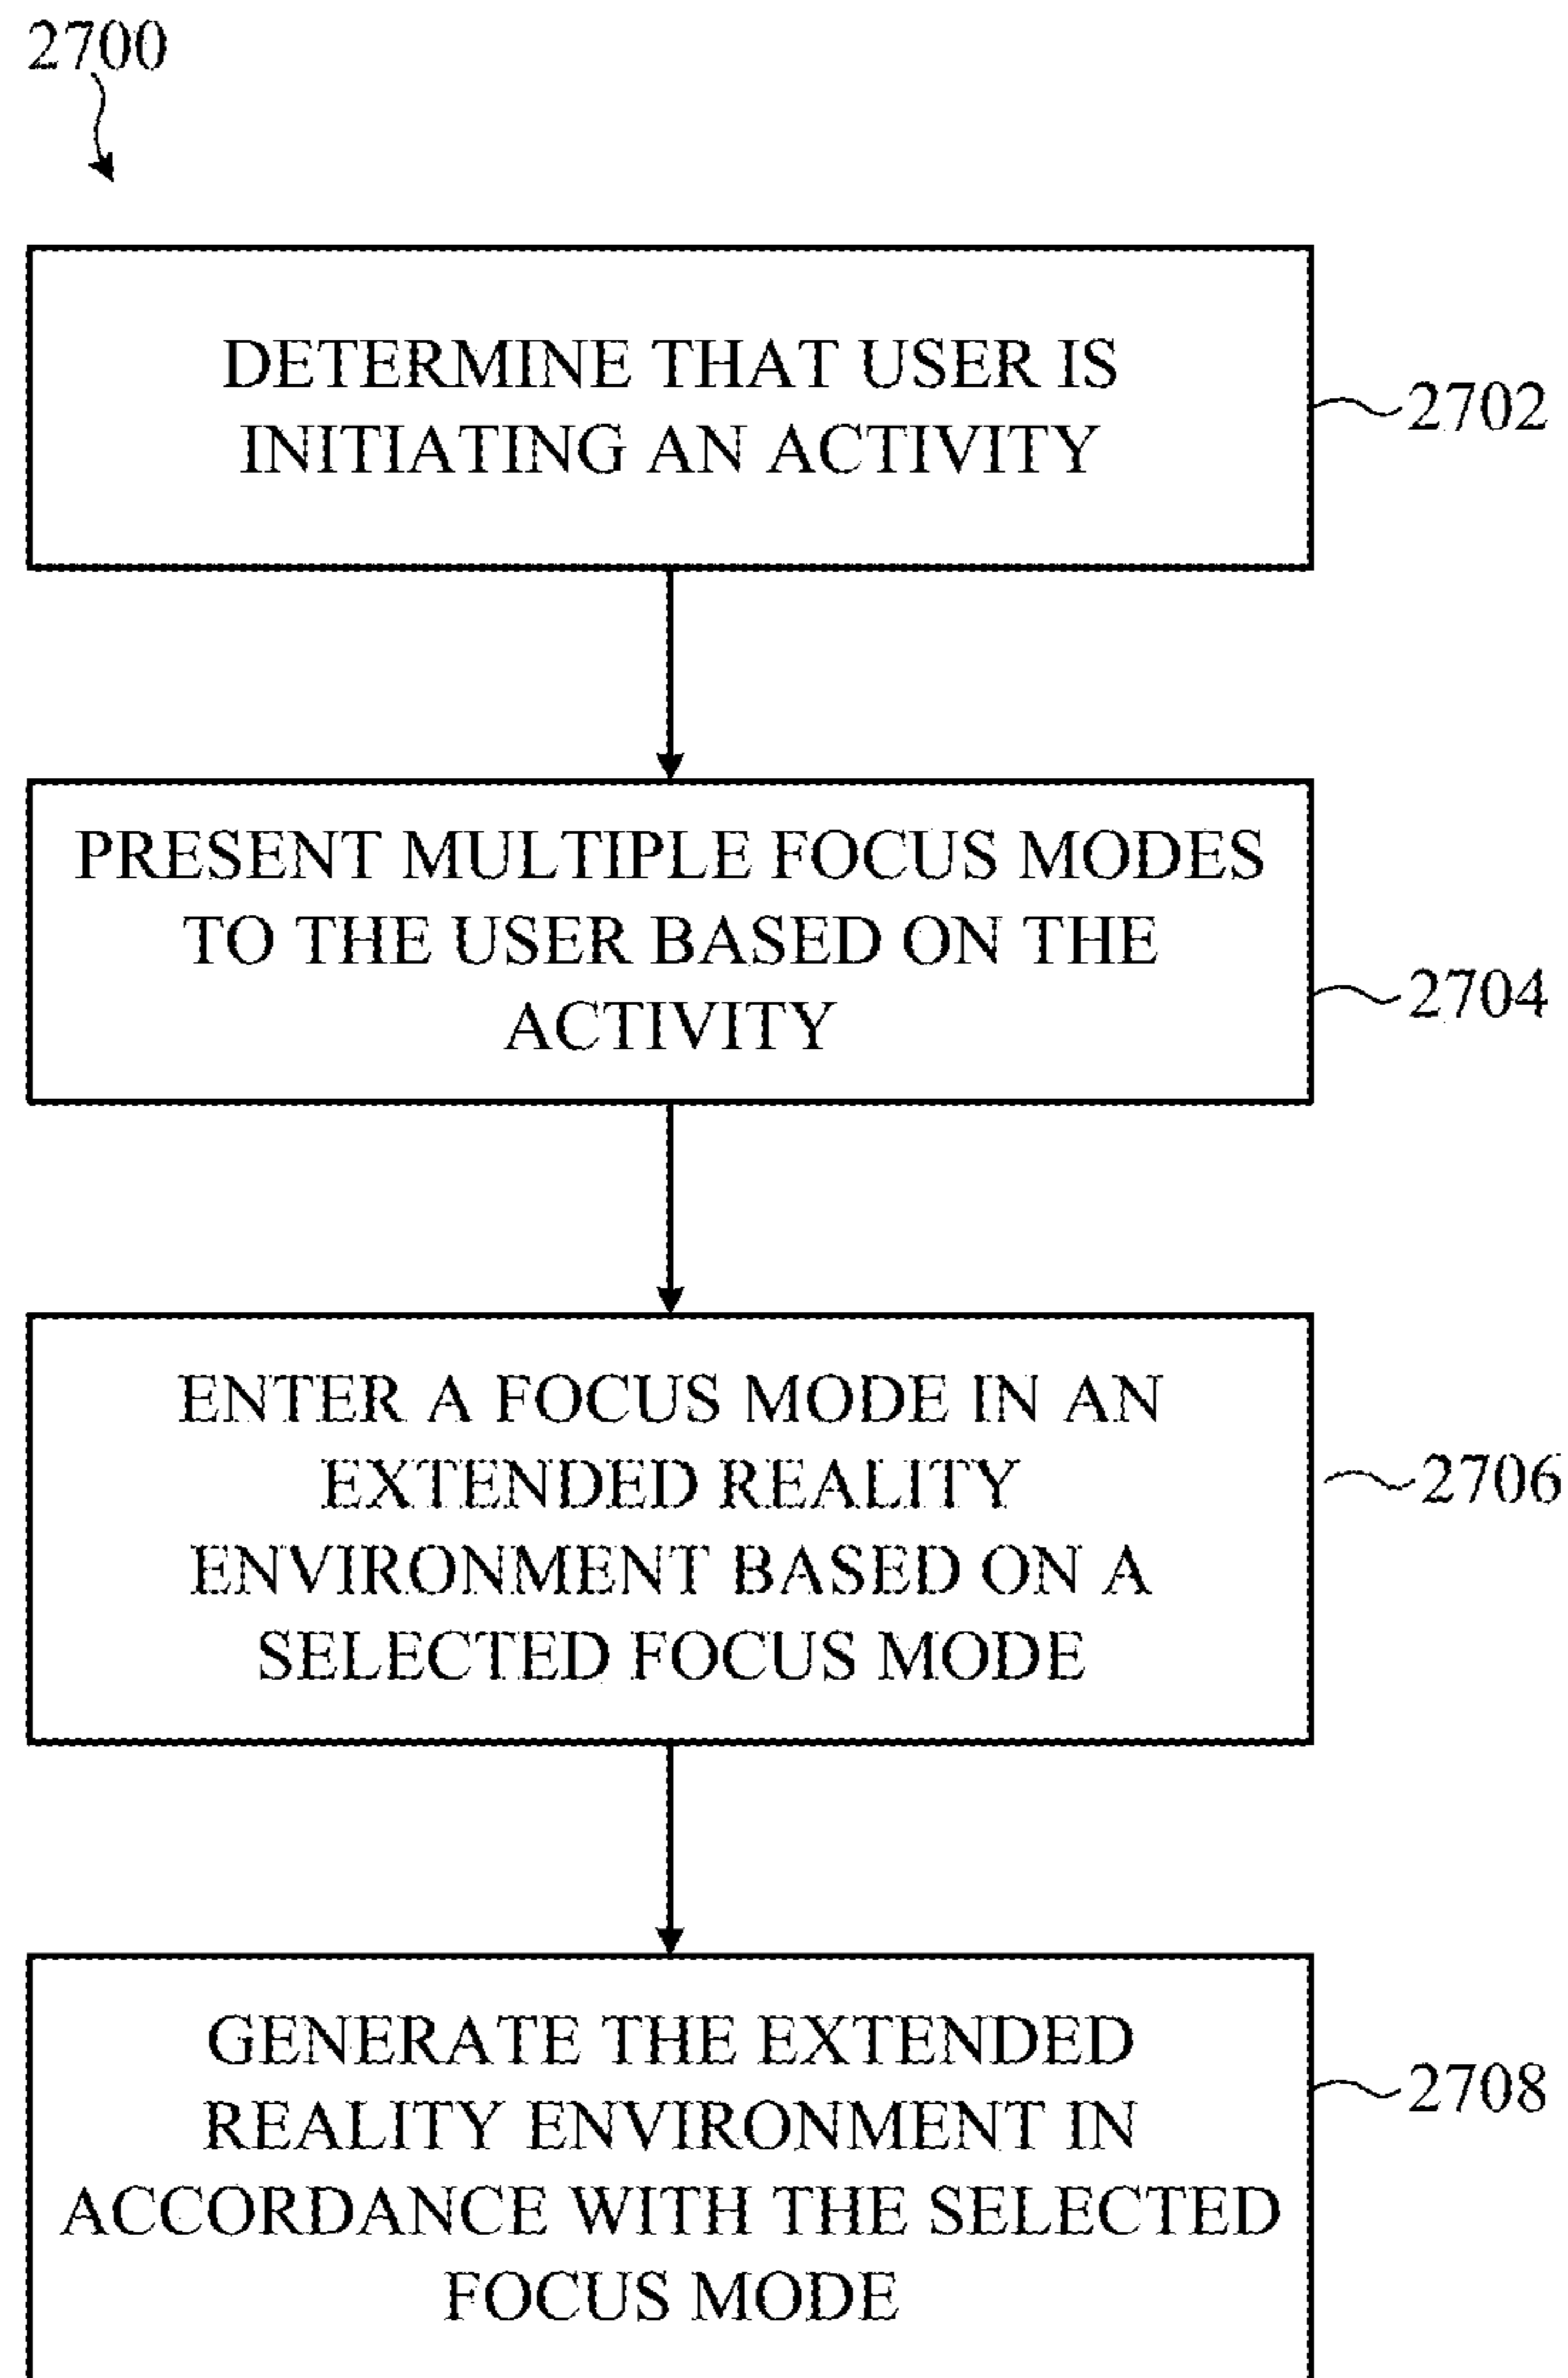 2700
DETERMINE THAT USER IS
INITIATING AN ACTIVITY
2702
PRESENT MULTIPLE FOCUS MODES
TO THE USER BASED ON THE
ACTIVITY
2704
ENTER A FOCUS MODE IN AN
EXTENDED REALITY
ENVIRONMENT BASED ON A
SELECTED FOCUS MODE
2706
GENERATE THE EXTENDED
REALITY ENVIRONMENT IN
ACCORDANCE WITH THE SELECTED
FOCUS MODE
2708